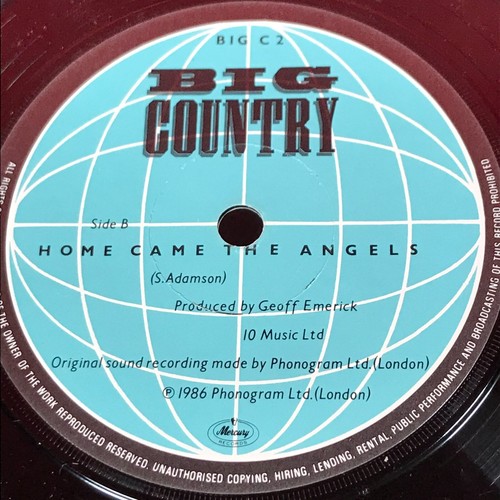 BIG C 2
BIG
COUNTRY
Side B
HOME CAME THE ANGELS
(S.Adamson)
Produced by Geoff Emerick
10 Music Ltd
Original sound recording made by Phonogram Ltd.(London)
℗ 1986 Phonogram Ltd.(London)
Mercury
RECORDS
ALL RIGHTS
OF THE OWNER OF THE WORK REPRODUCED RESERVED. UNAUTHORISED COPYING, HIRING, LENDING, RENTAL, PUBLIC PERFORMANCE AND BROADCASTING OF THIS RECORD PROHIBITED